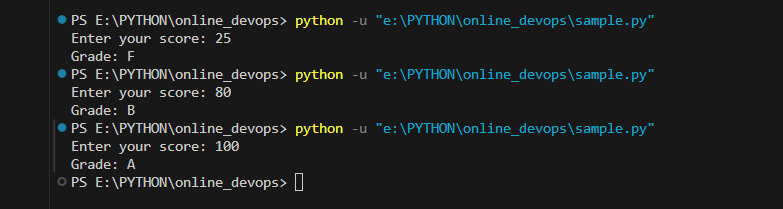 PS E:\PYTHON\online_devops> python -u "e:\PYTHON\online_devops\sample.py"
Enter your score: 25
Grade: F
PS E:\PYTHON\online_devops> python -u "e:\PYTHON\online_devops\sample.py"
Enter your score: 80
Grade: B
PS E:\PYTHON\online_devops> python -u "e:\PYTHON\online_devops\sample.py"
Enter your score: 100
Grade: A
PS E:\PYTHON\online_devops>